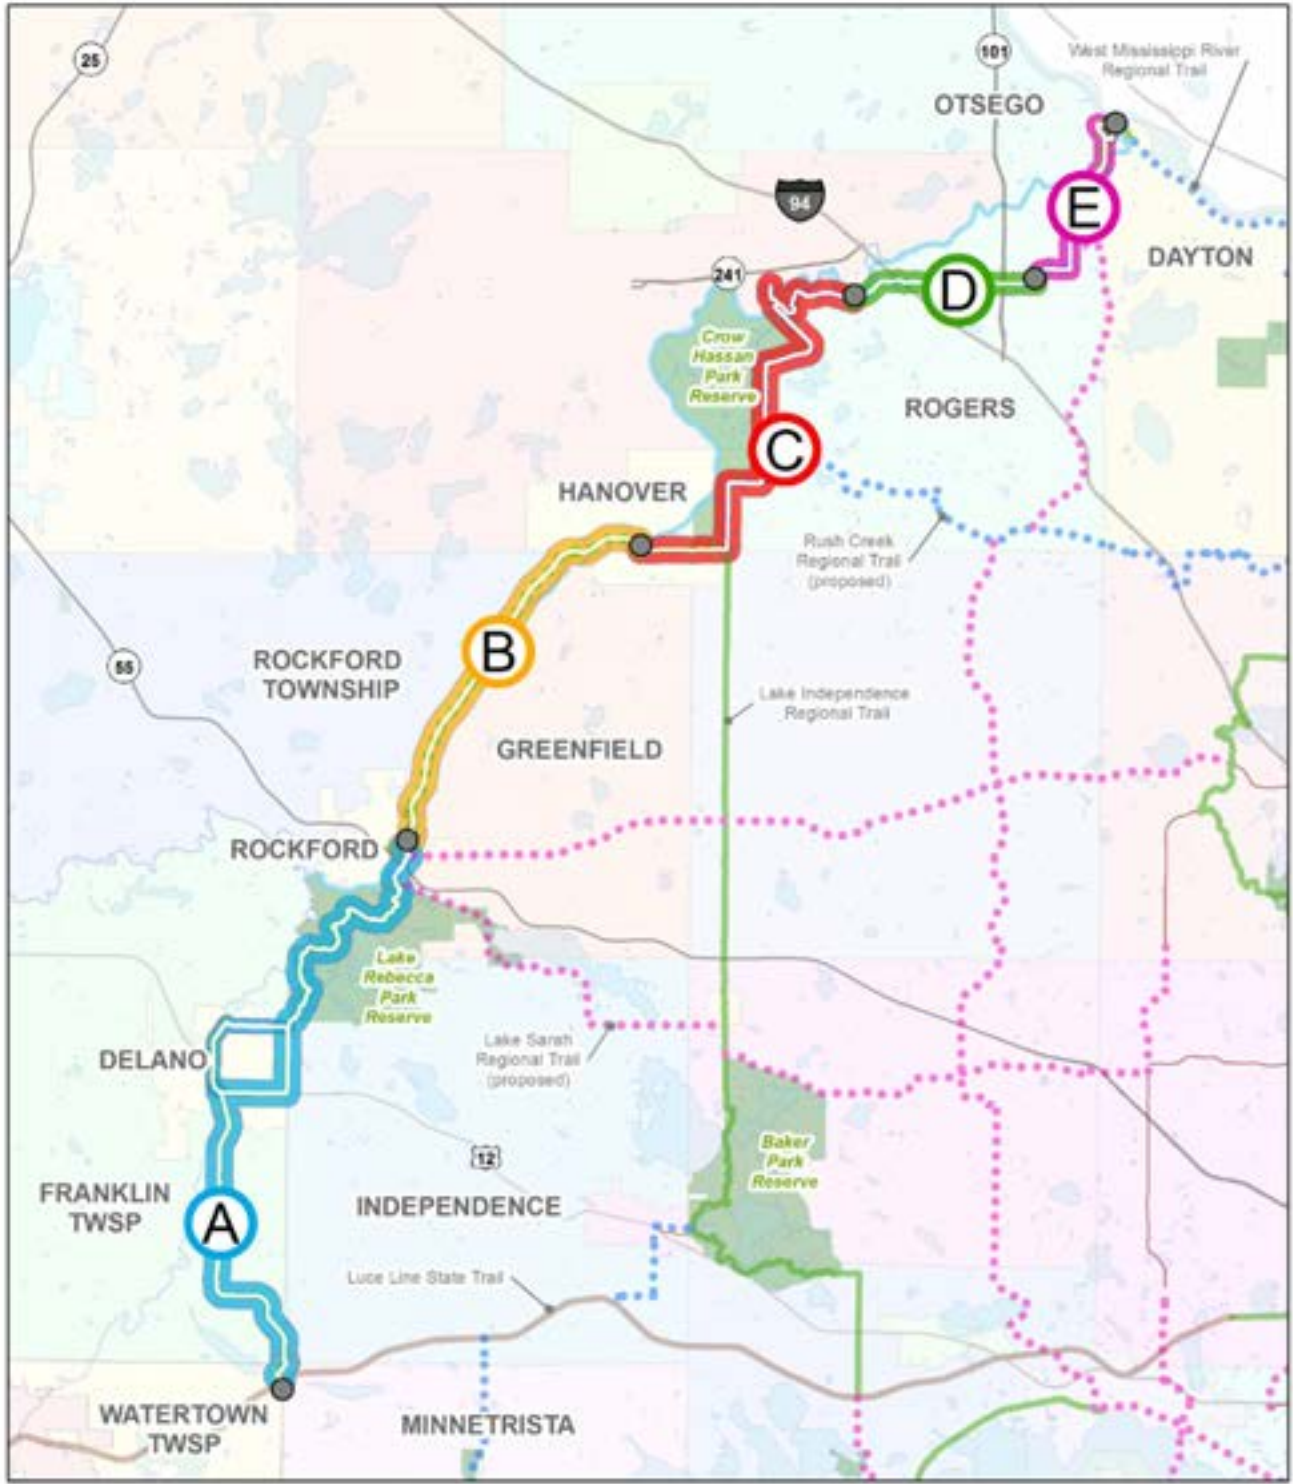 25
101
West Mississippi River
Regional Trail
OTSEGO
94
E
DAYTON
241
D
Crow
Hassan
Park
Reserve
ROGERS
C
HANOVER
Rush Creek
Regional Trail
(proposed)
B
55
ROCKFORD
TOWNSHIP
Lake Independence
Regional Trail
GREENFIELD
ROCKFORD
Lake
Rebecca
Park
Reserve
Lake Sarah
Regional Trail
(proposed)
DELANO
12
Baker
Park
Reserve
FRANKLIN
TWSP
A
INDEPENDENCE
Luce Line State Trail
WATERTOWN
TWSP
MINNETRISTA